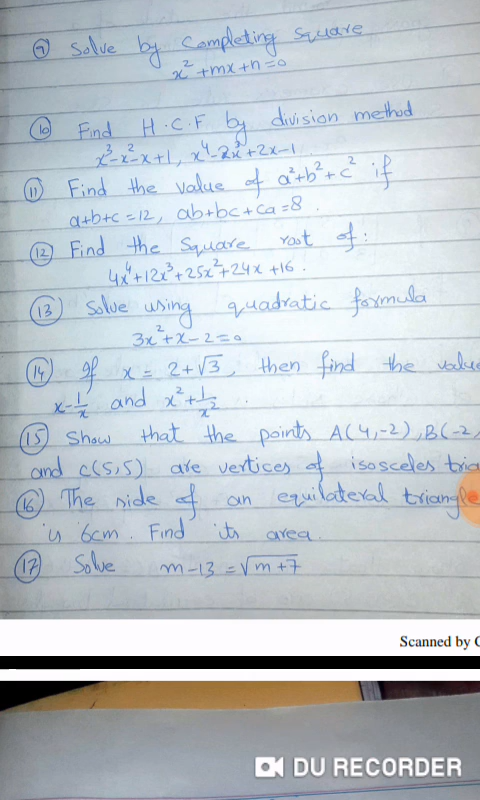 ⑨ Solve by Completing Square
x²+mx+n=0
⑩ Find H.C.F by division method
x³-x²-x+1, x⁴-2x³+2x-1
⑪ Find the value of a²+b²+c² if
a+b+c=12, ab+bc+ca=8.
⑫ Find the Square root of:
4x⁴+12x³+25x²+24x+16.
⑬ Solve using quadratic formula
3x²+x-2=0
⑭ If x = 2+√3, then find the value
x-1/x and x²+1/x².
⑮ Show that the points A(4,-2), B(-2,
and C(5,5) are vertices of isosceles tria
⑯ The side of an equilateral triangle
is 6cm. Find its area.
⑰ Solve m-13=√m+7
Scanned by C
DU RECORDER